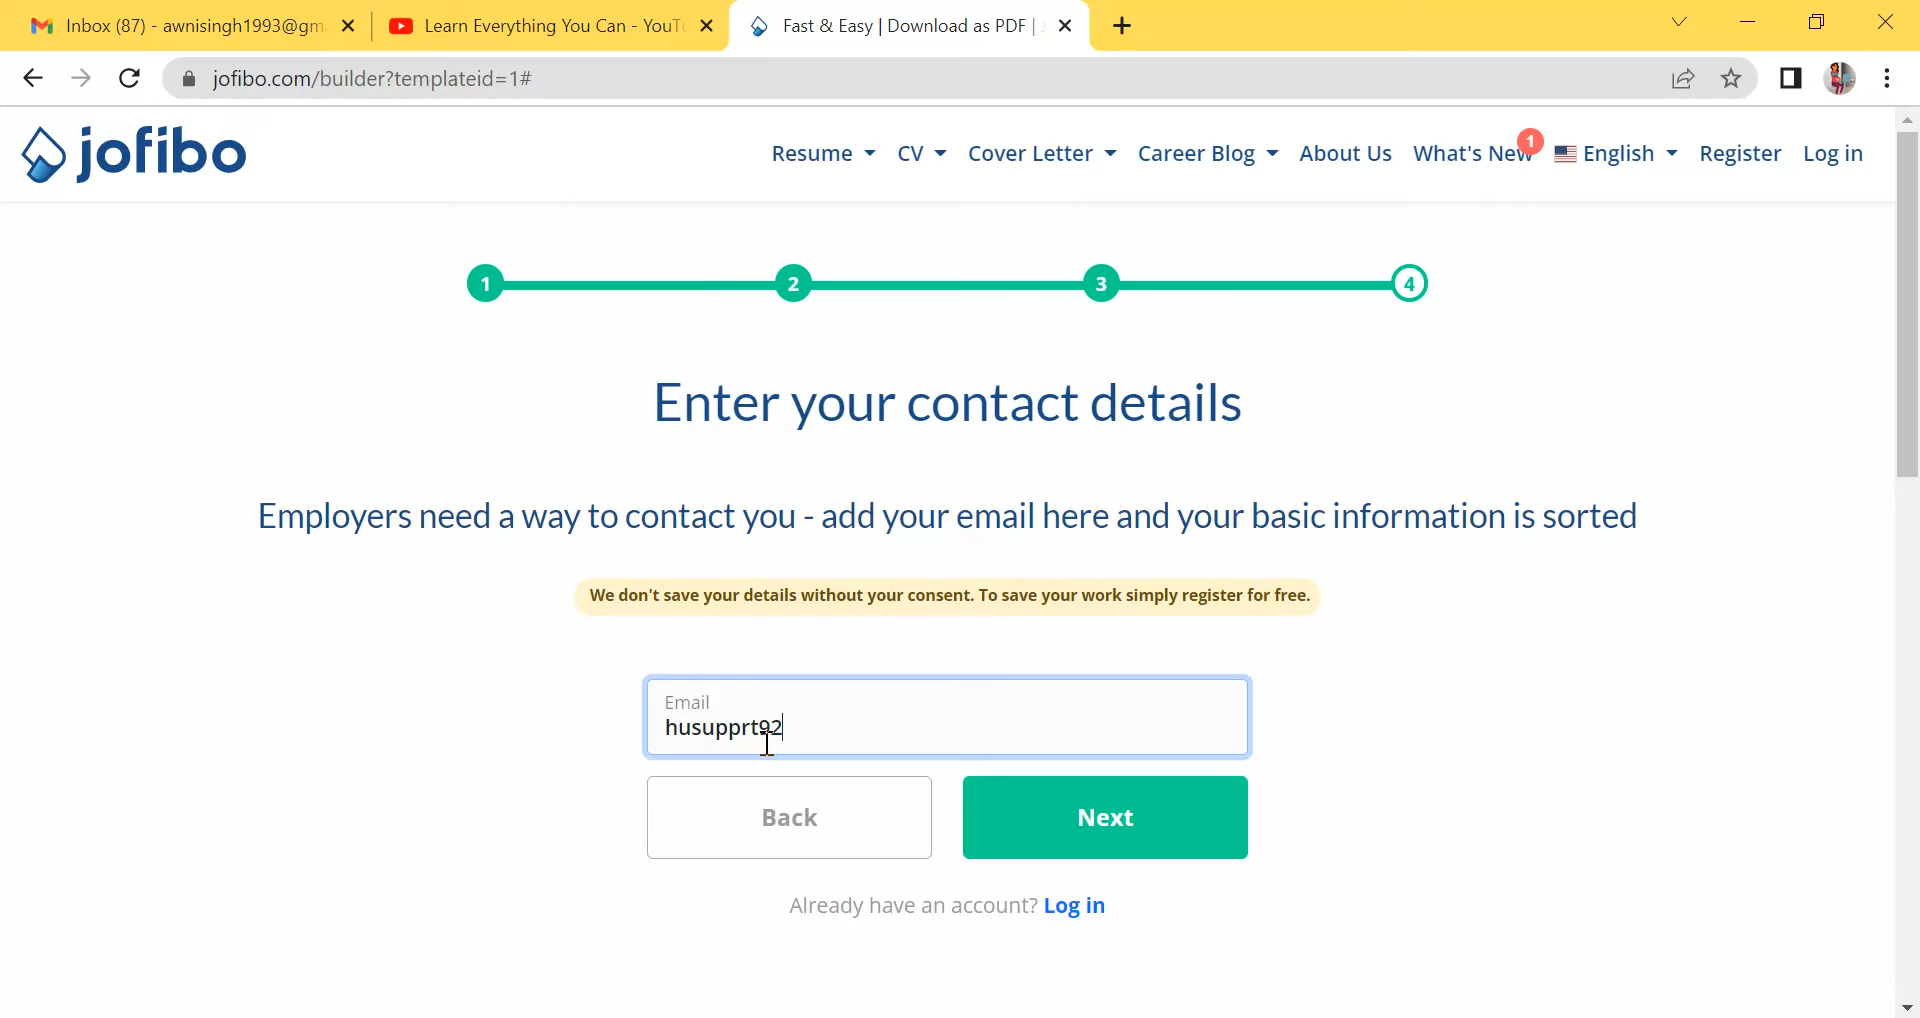 Inbox (87) - awnisingh1993@gm
Learn Everything You Can - YouTu
Fast & Easy | Download as PDF |
jofibo.com/builder?templateid=1#
jofibo
Resume
CV
Cover Letter
Career Blog
About Us
What's New
1
English
Register
Log in
1
2
3
4
Enter your contact details
Employers need a way to contact you - add your email here and your basic information is sorted
We don't save your details without your consent. To save your work simply register for free.
Email
husupprt92
Back
Next
Already have an account? Log in